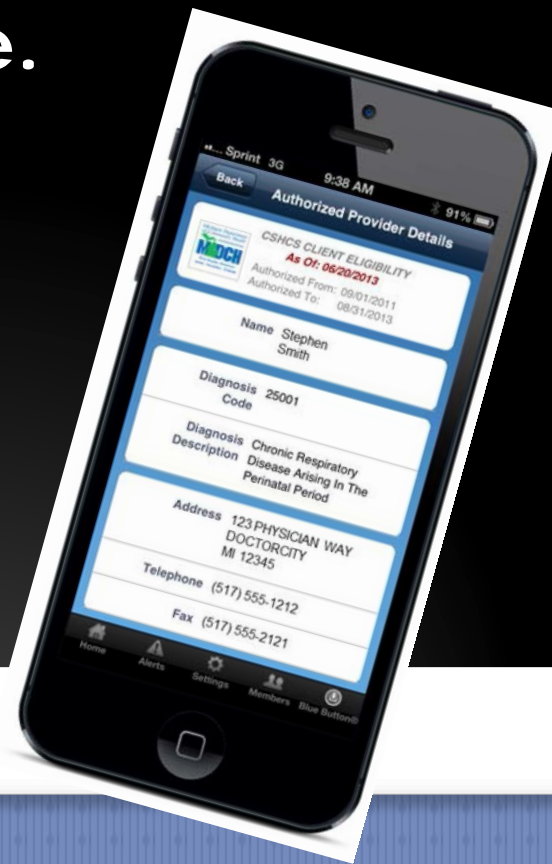 e.
Sprint 3G 9:38 AM 91%
Back Authorized Provider Details
MDCH
CSHCS CLIENT ELIGIBILITY
As Of: 06/20/2013
Authorized From: 09/01/2011
Authorized To: 08/31/2013
Name Stephen
Smith
Diagnosis 25001
Code
Diagnosis Chronic Respiratory
Description Disease Arising In The
Perinatal Period
Address 123 PHYSICIAN WAY
DOCTORCITY
MI 12345
Telephone (517) 555-1212
Fax (517) 555-2121
Home Alerts Settings Members Blue Button®